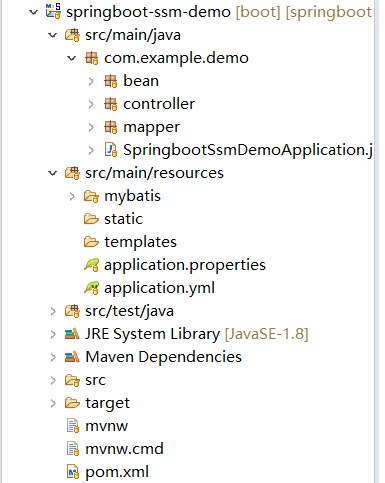 springboot-ssm-demo [boot] [springboot
src/main/java
com.example.demo
bean
controller
mapper
SpringbootSsmDemoApplication.j
src/main/resources
mybatis
static
templates
application.properties
application.yml
src/test/java
JRE System Library [JavaSE-1.8]
Maven Dependencies
src
target
mvnw
mvnw.cmd
pom.xml